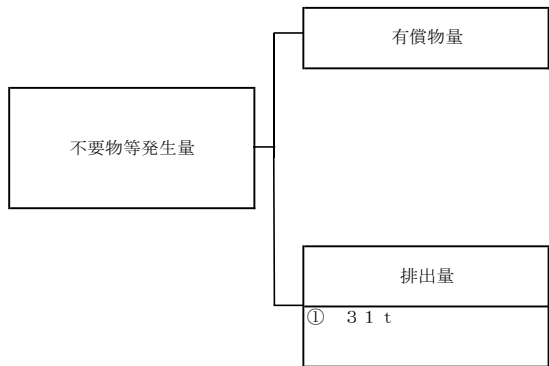 有償物量
不要物等発生量
排出量
①　３１ｔ